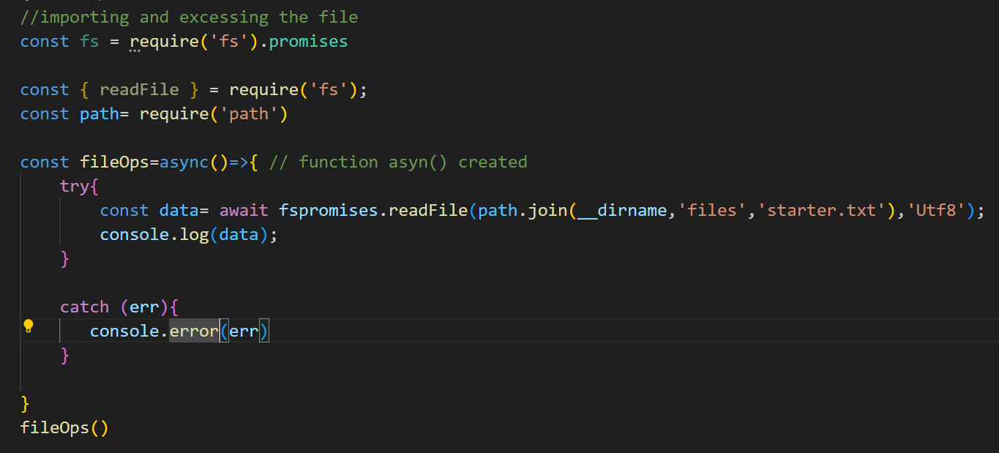 //importing and excessing the file
const fs = require('fs').promises
const { readFile } = require('fs');
const path= require('path')
const fileOps=async()=>{ // function asyn() created
try{
const data= await fspromises.readFile(path.join(__dirname,'files','starter.txt'),'Utf8');
console.log(data);
}
catch (err){
console.error(err)
}
}
fileOps()